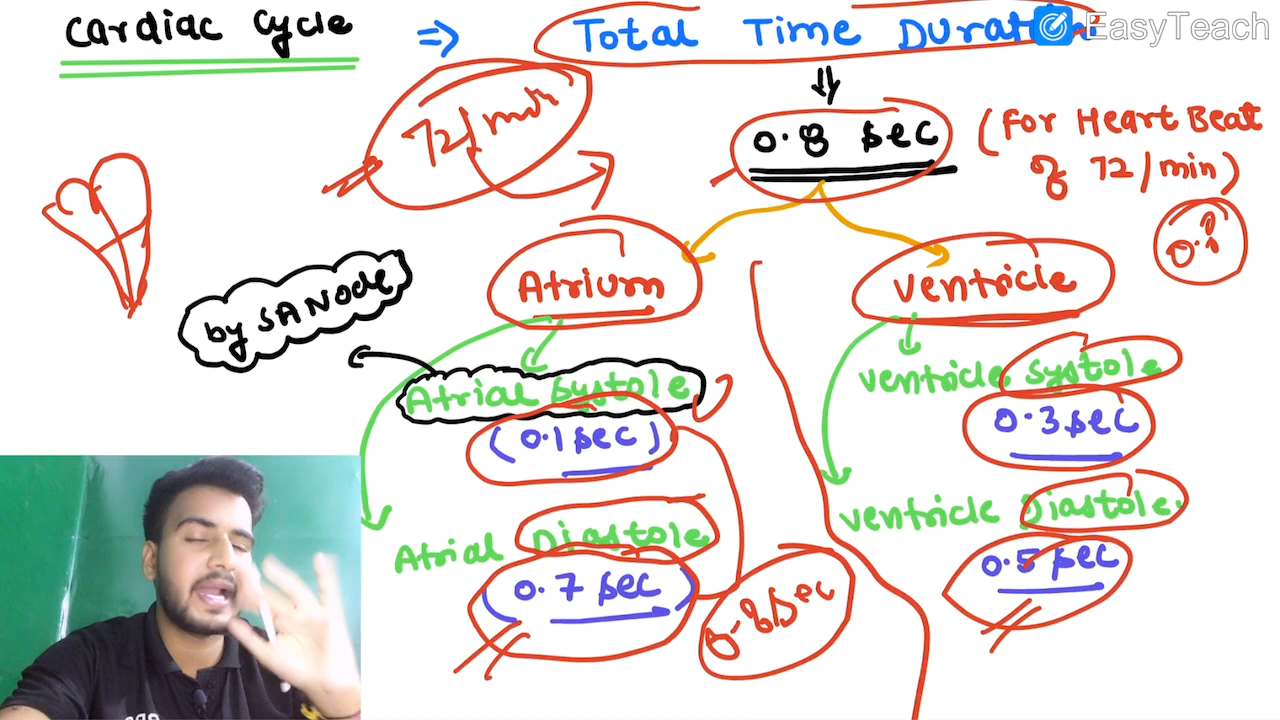 Cardiac Cycle ⇒ Total Time Duration
EasyTeach
72/min
0.8 sec
(For Heart Beat
of 72/min)
0.8
Atrium
Ventricle
by SA Node
Atrial Systole
(0.1 sec)
Ventricle Systole
0.3 sec
Atrial Diastole
(0.7 sec)
Ventricle Diastole
0.5 sec
0.8 sec